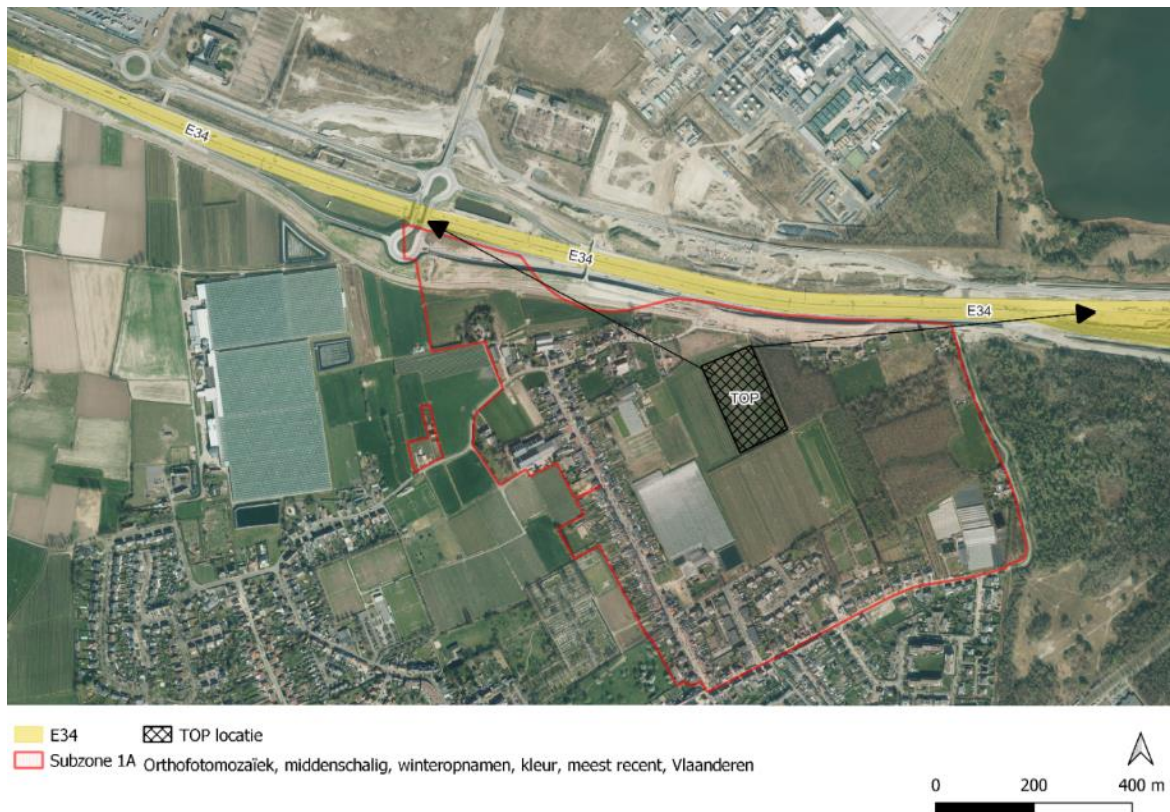 E34
E34
E34
TOP
E34
TOP locatie
Subzone 1A
Orthofotomozaïek, middenschalig, winteropnamen, kleur, meest recent, Vlaanderen
0 200 400 m